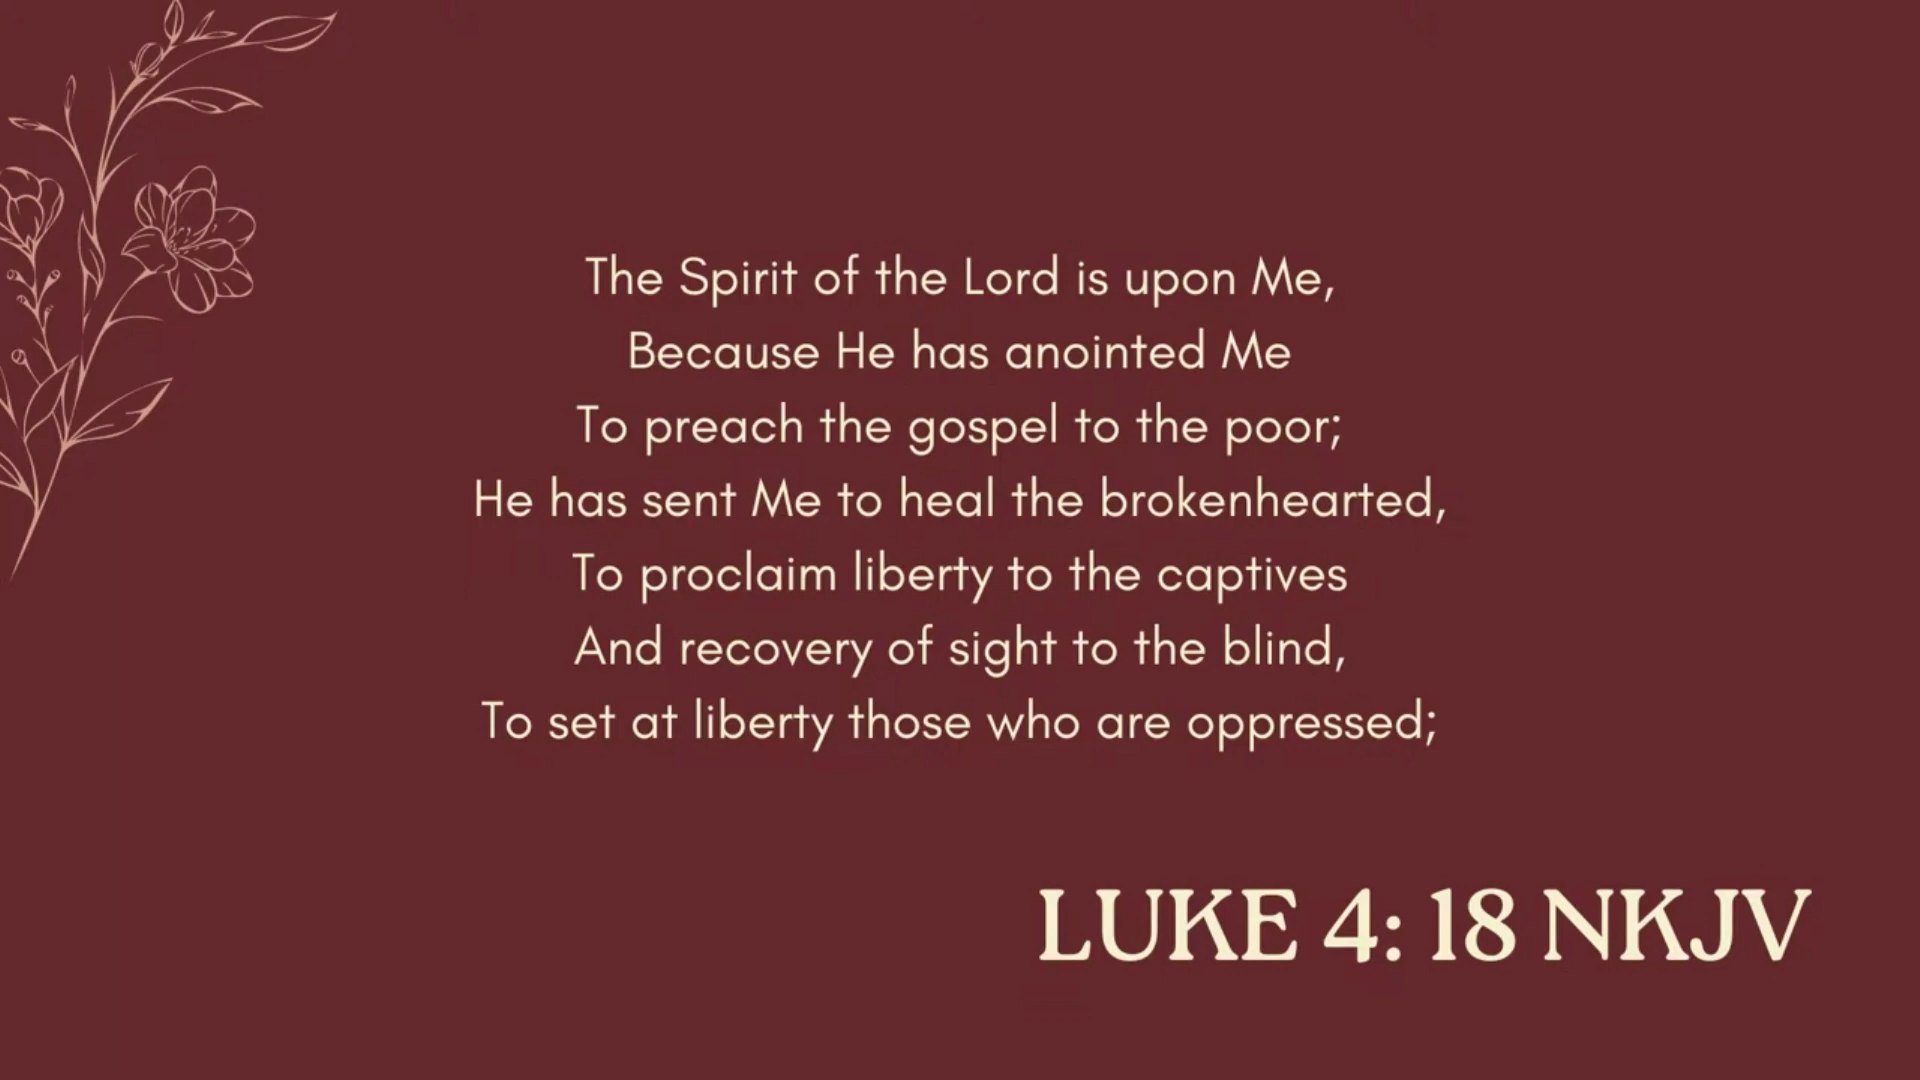 The Spirit of the Lord is upon Me,
Because He has anointed Me
To preach the gospel to the poor;
He has sent Me to heal the brokenhearted,
To proclaim liberty to the captives
And recovery of sight to the blind,
To set at liberty those who are oppressed;
LUKE 4: 18 NKJV